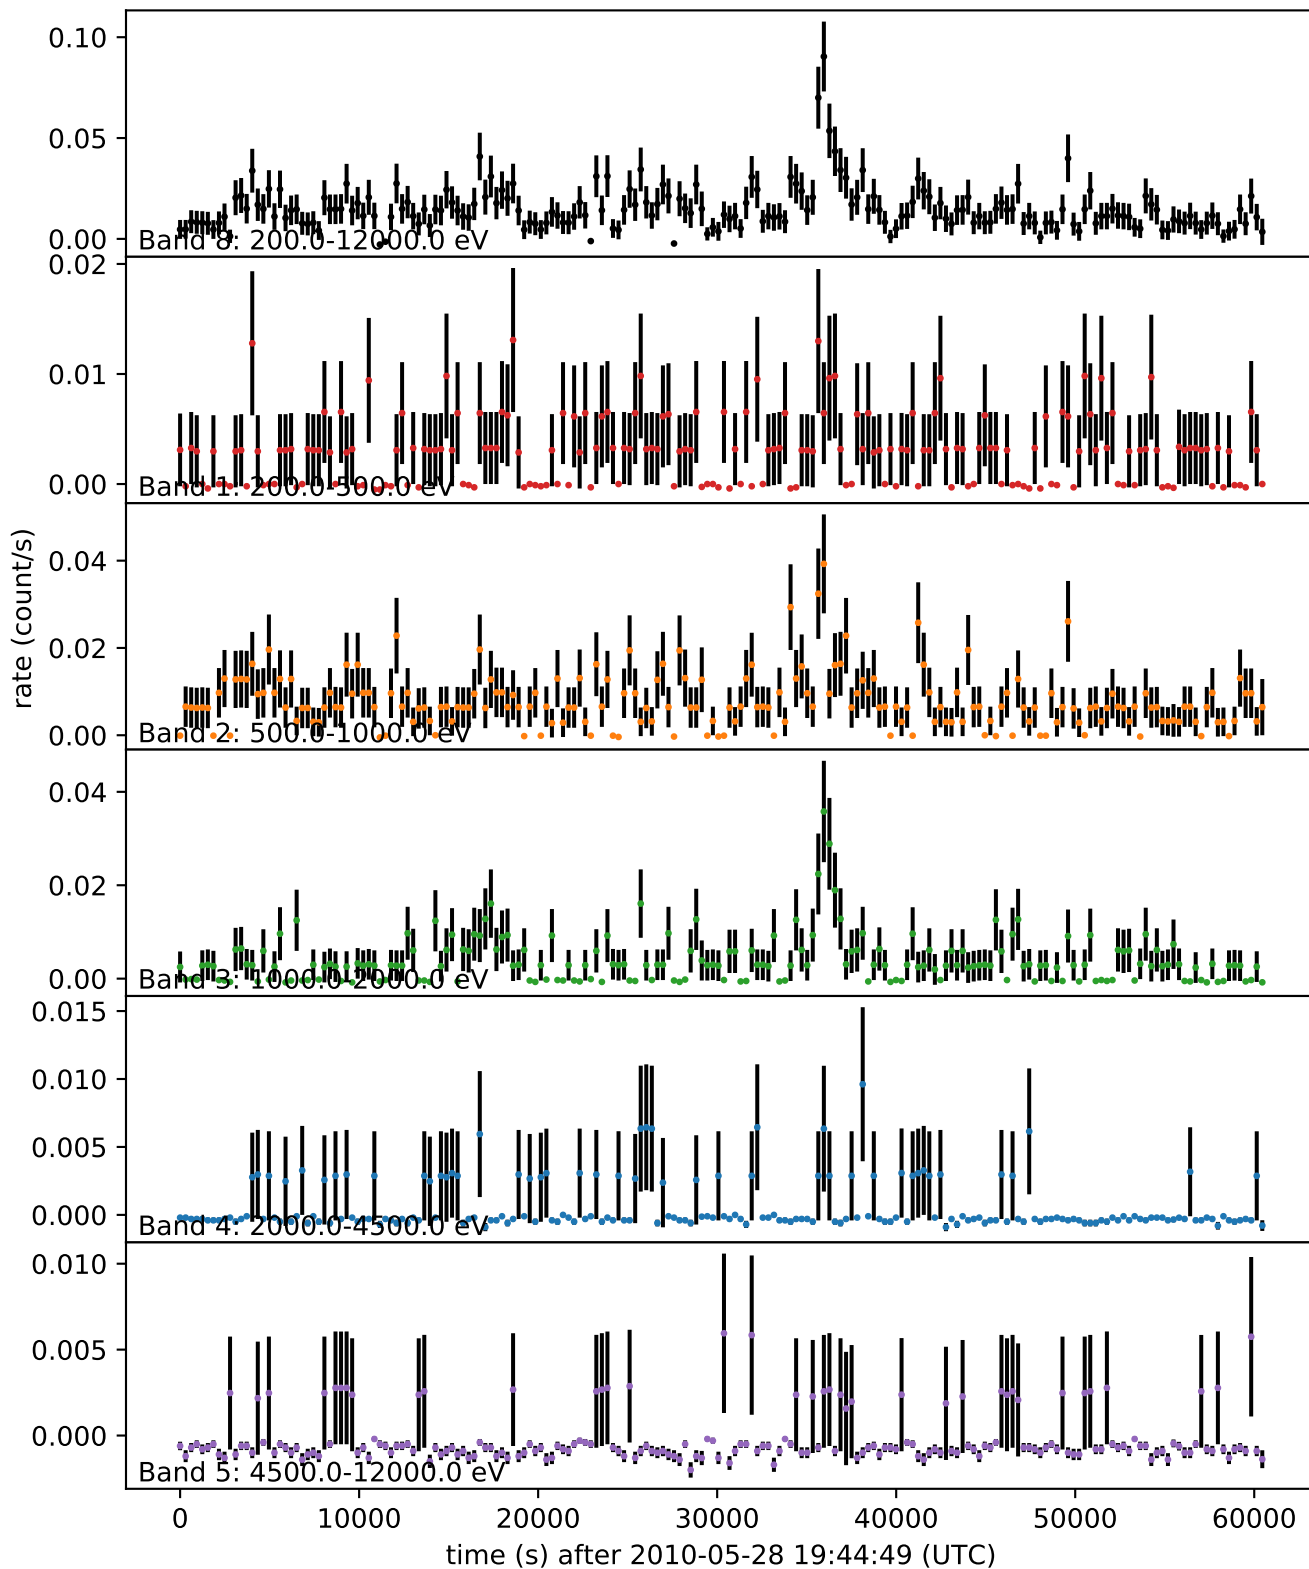 0.10
0.05
0.00
Band 8: 200.0-12000.0 eV
0.02
0.01
0.00
Band 1: 200.0-500.0 eV
rate (count/s)
0.04
0.02
0.00
Band 2: 500.0-1000.0 eV
0.04
0.02
0.00
Band 3: 1000.0-2000.0 eV
0.015
0.010
0.005
0.000
Band 4: 2000.0-4500.0 eV
0.010
0.005
0.000
Band 5: 4500.0-12000.0 eV
0 10000 20000 30000 40000 50000 60000
time (s) after 2010-05-28 19:44:49 (UTC)